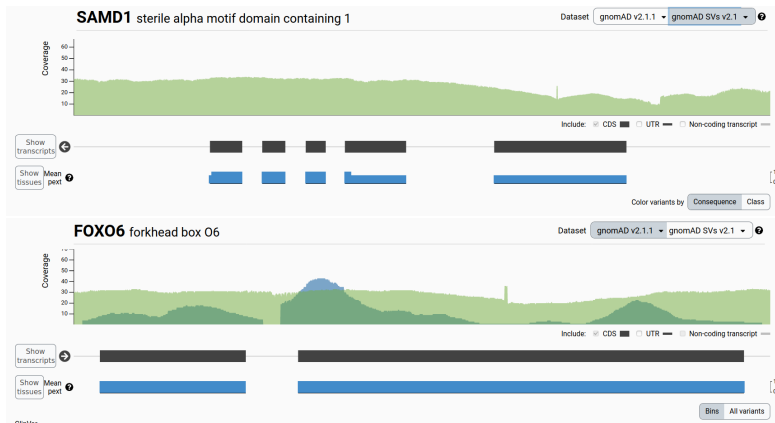 SAMD1 sterile alpha motif domain containing 1
Dataset gnomAD v2.1.1 gnomAD SVs v2.1 ?
Coverage
60
50
40
30
20
10
Include: CDS UTR Non-coding transcript
Show transcripts
Show tissues
Mean pext ?
Color variants by Consequence Class
FOXO6 forkhead box O6
Dataset gnomAD v2.1.1 gnomAD SVs v2.1 ?
Coverage
60
50
40
30
20
10
Include: CDS UTR Non-coding transcript
Show transcripts
Show tissues
Mean pext ?
Bins All variants